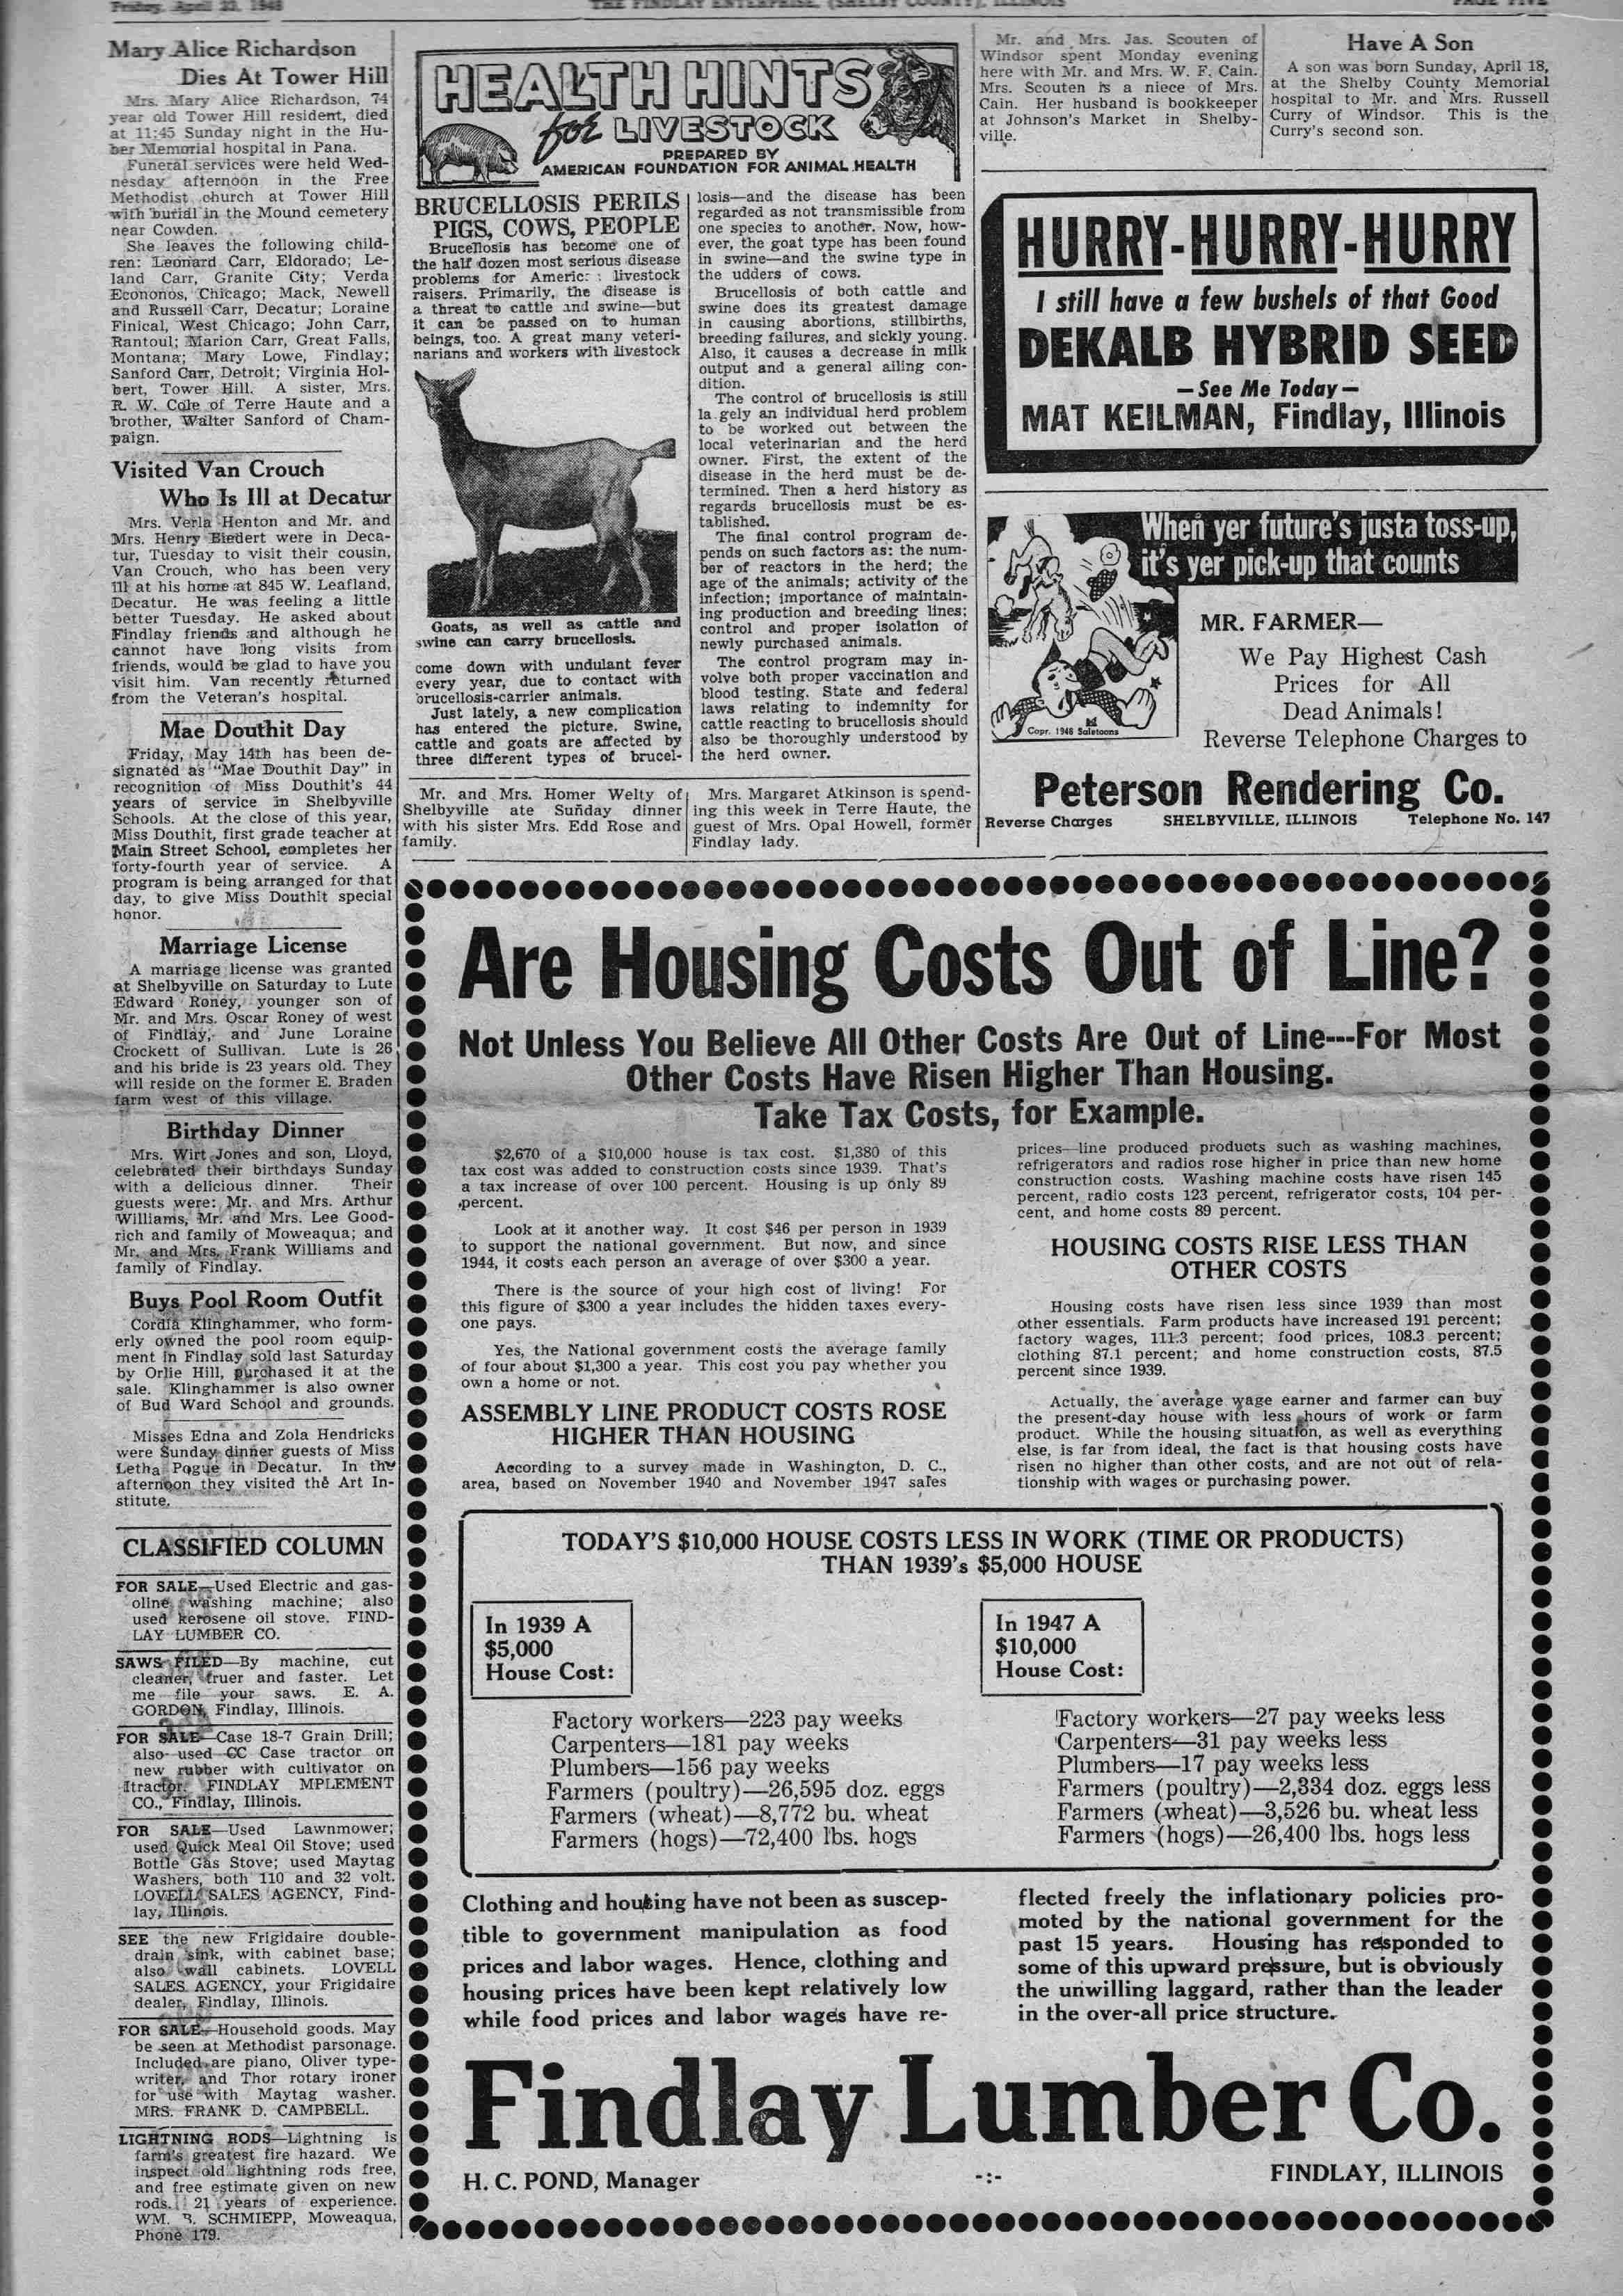 Friday, April 23, 1948
THE FINDLAY ENTERPRISE, (SHELBY COUNTY), ILLINOIS
PAGE FIVE
Mary Alice Richardson
Dies At Tower Hill
Mrs. Mary Alice Richardson, 74
year old Tower Hill resident, died
at 11:45 Sunday night in the Hu-
ber Memorial hospital in Pana.
Funeral services were held Wed-
nesday afternoon in the Free
Methodist church at Tower Hill
with burial in the Mound cemetery
near Cowden.
She leaves the following child-
ren: Leonard Carr, Eldorado; Le-
land Carr, Granite City; Verda
Econonos, Chicago; Mack, Newell
and Russell Carr, Decatur; Loraine
Finical, West Chicago; John Carr,
Rantoul; Marion Carr, Great Falls,
Montana; Mary Lowe, Findlay;
Sanford Carr, Detroit; Virginia Hol-
bert, Tower Hill. A sister, Mrs.
R. W. Cole of Terre Haute and a
brother, Walter Sanford of Cham-
paign.
Visited Van Crouch
Who Is Ill at Decatur
Mrs. Verla Henton and Mr. and
Mrs. Henry Biedert were in Deca-
tur, Tuesday to visit their cousin,
Van Crouch, who has been very
ill at his home at 845 W. Leafland,
Decatur. He was feeling a little
better Tuesday. He asked about
Findlay friends and although he
cannot have long visits from
friends, would be glad to have you
visit him. Van recently returned
from the Veteran's hospital.
Mae Douthit Day
Friday, May 14th has been de-
signated as "Mae Douthit Day" in
recognition of Miss Douthit's 44
years of service in Shelbyville
Schools. At the close of this year,
Miss Douthit, first grade teacher at
Main Street School, completes her
forty-fourth year of service. A
program is being arranged for that
day, to give Miss Douthit special
honor.
Marriage License
A marriage license was granted
at Shelbyville on Saturday to Lute
Edward Roney, younger son of
Mr. and Mrs. Oscar Roney of west
of Findlay, and June Loraine
Crockett of Sullivan. Lute is 26
and his bride is 23 years old. They
will reside on the former E. Braden
farm west of this village.
Birthday Dinner
Mrs. Wirt Jones and son, Lloyd,
celebrated their birthdays Sunday
with a delicious dinner. Their
guests were: Mr. and Mrs. Arthur
Williams, Mr. and Mrs. Lee Good-
rich and family of Moweaqua; and
Mr. and Mrs. Frank Williams and
family of Findlay.
Buys Pool Room Outfit
Cordia Klinghammer, who form-
erly owned the pool room equip-
ment in Findlay sold last Saturday
by Orlie Hill, purchased it at the
sale. Klinghammer is also owner
of Bud Ward School and grounds.
Misses Edna and Zola Hendricks
were Sunday dinner guests of Miss
Letha Pogue in Decatur. In the
afternoon they visited the Art In-
stitute.
CLASSIFIED COLUMN
FOR SALE—Used Electric and gas-
oline washing machine; also
used kerosene oil stove. FIND-
LAY LUMBER CO.
SAWS FILED—By machine, cut
cleaner, truer and faster. Let
me file your saws. E. A.
GORDON, Findlay, Illinois.
FOR SALE—Case 18-7 Grain Drill;
also used CC Case tractor on
new rubber with cultivator on
tractor. FINDLAY MPLEMENT
CO., Findlay, Illinois.
FOR SALE—Used Lawnmower;
used Quick Meal Oil Stove; used
Bottle Gas Stove; used Maytag
Washers, both 110 and 32 volt.
LOVELL SALES AGENCY, Find-
lay, Illinois.
SEE the new Frigidaire double-
drain sink, with cabinet base;
also wall cabinets. LOVELL
SALES AGENCY, your Frigidaire
dealer, Findlay, Illinois.
FOR SALE—Household goods. May
be seen at Methodist parsonage.
Included are piano, Oliver type-
writer, and Thor rotary ironer
for use with Maytag washer.
MRS. FRANK D. CAMPBELL.
LIGHTNING RODS—Lightning is
farm's greatest fire hazard. We
inspect old lightning rods free,
and free estimate given on new
rods. 21 years of experience.
WM. B. SCHMIEPP, Moweaqua,
Phone 179.
HEALTH HINTS
for LIVESTOCK
PREPARED BY
AMERICAN FOUNDATION FOR ANIMAL HEALTH
BRUCELLOSIS PERILS
PIGS, COWS, PEOPLE
Brucellosis has become one of
the half dozen most serious disease
problems for Americ: : livestock
raisers. Primarily, the disease is
a threat to cattle and swine—but
it can be passed on to human
beings, too. A great many veteri-
narians and workers with livestock
Goats, as well as cattle and
swine can carry brucellosis.
come down with undulant fever
every year, due to contact with
brucellosis-carrier animals.
Just lately, a new complication
has entered the picture. Swine,
cattle and goats are affected by
three different types of brucel-
losis—and the disease has been
regarded as not transmissible from
one species to another. Now, how-
ever, the goat type has been found
in swine—and the swine type in
the udders of cows.
Brucellosis of both cattle and
swine does its greatest damage
in causing abortions, stillbirths,
breeding failures, and sickly young.
Also, it causes a decrease in milk
output and a general ailing con-
dition.
The control of brucellosis is still
la gely an individual herd problem
to be worked out between the
local veterinarian and the herd
owner. First, the extent of the
disease in the herd must be de-
termined. Then a herd history as
regards brucellosis must be es-
tablished.
The final control program de-
pends on such factors as: the num-
ber of reactors in the herd; the
age of the animals; activity of the
infection; importance of maintain-
ing production and breeding lines;
control and proper isolation of
newly purchased animals.
The control program may in-
volve both proper vaccination and
blood testing. State and federal
laws relating to indemnity for
cattle reacting to brucellosis should
also be thoroughly understood by
the herd owner.
Mr. and Mrs. Homer Welty of
Shelbyville ate Sunday dinner
with his sister Mrs. Edd Rose and
family.
Mrs. Margaret Atkinson is spend-
ing this week in Terre Haute, the
guest of Mrs. Opal Howell, former
Findlay lady.
Mr. and Mrs. Jas. Scouten of
Windsor spent Monday evening
here with Mr. and Mrs. W. F. Cain.
Mrs. Scouten is a niece of Mrs.
Cain. Her husband is bookkeeper
at Johnson's Market in Shelby-
ville.
Have A Son
A son was born Sunday, April 18,
at the Shelby County Memorial
hospital to Mr. and Mrs. Russell
Curry of Windsor. This is the
Curry's second son.
HURRY-HURRY-HURRY
I still have a few bushels of that Good
DEKALB HYBRID SEED
—See Me Today—
MAT KEILMAN, Findlay, Illinois
When yer future's justa toss-up,
it's yer pick-up that counts
Copr. 1946 Saletoons
MR. FARMER—
We Pay Highest Cash
Prices for All
Dead Animals!
Reverse Telephone Charges to
Peterson Rendering Co.
Reverse Charges SHELBYVILLE, ILLINOIS Telephone No. 147
Are Housing Costs Out of Line?
Not Unless You Believe All Other Costs Are Out of Line---For Most
Other Costs Have Risen Higher Than Housing.
Take Tax Costs, for Example.
$2,670 of a $10,000 house is tax cost. $1,380 of this
tax cost was added to construction costs since 1939. That's
a tax increase of over 100 percent. Housing is up only 89
percent.
Look at it another way. It cost $46 per person in 1939
to support the national government. But now, and since
1944, it costs each person an average of over $300 a year.
There is the source of your high cost of living! For
this figure of $300 a year includes the hidden taxes every-
one pays.
Yes, the National government costs the average family
of four about $1,300 a year. This cost you pay whether you
own a home or not.
ASSEMBLY LINE PRODUCT COSTS ROSE
HIGHER THAN HOUSING
According to a survey made in Washington, D. C.,
area, based on November 1940 and November 1947 sales
prices—line produced products such as washing machines,
refrigerators and radios rose higher in price than new home
construction costs. Washing machine costs have risen 145
percent, radio costs 123 percent, refrigerator costs, 104 per-
cent, and home costs 89 percent.
HOUSING COSTS RISE LESS THAN
OTHER COSTS
Housing costs have risen less since 1939 than most
other essentials. Farm products have increased 191 percent;
factory wages, 111.3 percent; food prices, 108.3 percent;
clothing 87.1 percent; and home construction costs, 87.5
percent since 1939.
Actually, the average wage earner and farmer can buy
the present-day house with less hours of work or farm
product. While the housing situation, as well as everything
else, is far from ideal, the fact is that housing costs have
risen no higher than other costs, and are not out of rela-
tionship with wages or purchasing power.
TODAY'S $10,000 HOUSE COSTS LESS IN WORK (TIME OR PRODUCTS)
THAN 1939's $5,000 HOUSE
In 1939 A
$5,000
House Cost:
Factory workers—223 pay weeks
Carpenters—181 pay weeks
Plumbers—156 pay weeks
Farmers (poultry)—26,595 doz. eggs
Farmers (wheat)—8,772 bu. wheat
Farmers (hogs)—72,400 lbs. hogs
In 1947 A
$10,000
House Cost:
Factory workers—27 pay weeks less
Carpenters—31 pay weeks less
Plumbers—17 pay weeks less
Farmers (poultry)—2,334 doz. eggs less
Farmers (wheat)—3,526 bu. wheat less
Farmers (hogs)—26,400 lbs. hogs less
Clothing and housing have not been as suscep-
tible to government manipulation as food
prices and labor wages. Hence, clothing and
housing prices have been kept relatively low
while food prices and labor wages have re-
flected freely the inflationary policies pro-
moted by the national government for the
past 15 years. Housing has responded to
some of this upward pressure, but is obviously
the unwilling laggard, rather than the leader
in the over-all price structure.
Findlay Lumber Co.
H. C. POND, Manager -:- FINDLAY, ILLINOIS